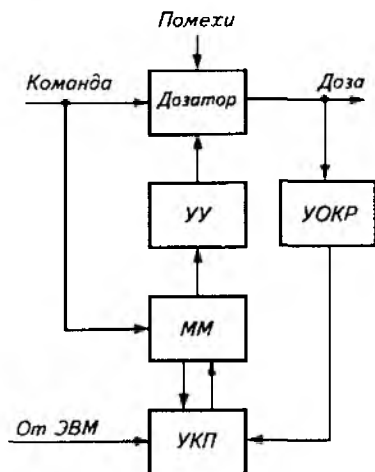 Помехи
Команда
Дозатор
Доза
УУ
УОКР
ММ
От ЭВМ
УКП